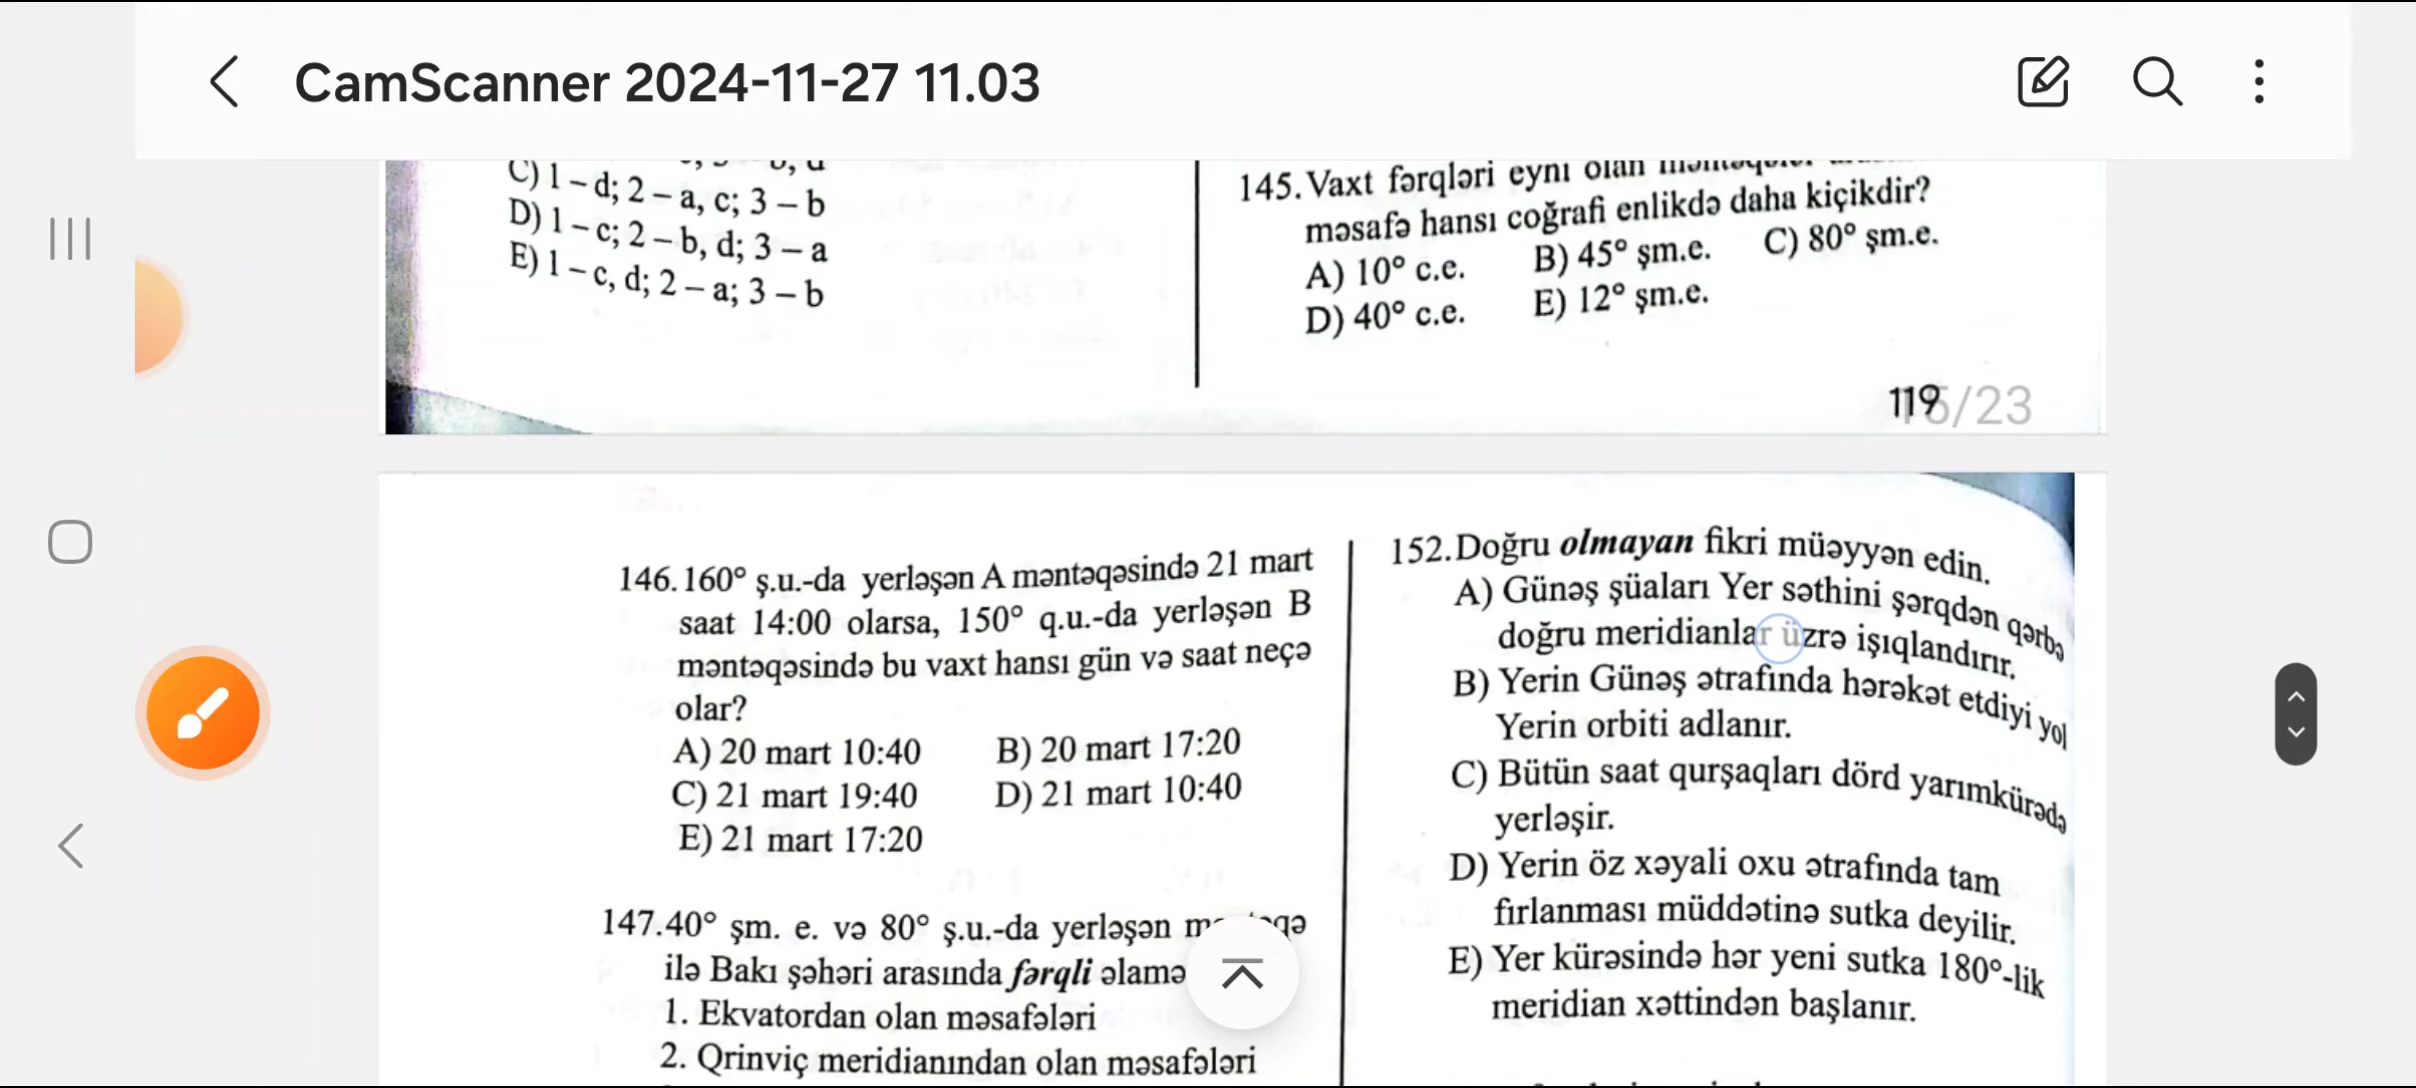 CamScanner 2024-11-27 11.03
C) 1 – d; 2 – a, c; 3 – b
D) 1 – c; 2 – b, d; 3 – a
E) 1 – c, d; 2 – a; 3 – b
145. Vaxt fərqləri eyni olan
məsafə hansı coğrafi enlikdə daha kiçikdir?
A) 10° c.e. B) 45° şm.e. C) 80° şm.e.
D) 40° c.e. E) 12° şm.e.
119
/23
146. 160° ş.u.-da yerləşən A məntəqəsində 21 mart
saat 14:00 olarsa, 150° q.u.-da yerləşən B
məntəqəsində bu vaxt hansı gün və saat neçə
olar?
A) 20 mart 10:40 B) 20 mart 17:20
C) 21 mart 19:40 D) 21 mart 10:40
E) 21 mart 17:20
147. 40° şm. e. və 80° ş.u.-da yerləşən
ilə Bakı şəhəri arasında fərqli
1. Ekvatordan olan məsafələri
2. Qrinviç meridianından olan məsafələri
152. Doğru olmayan fikri müəyyən edin.
A) Günəş şüaları Yer səthini şərqdən qərbə
doğru meridianlar üzrə işıqlandırır.
B) Yerin Günəş ətrafında hərəkət etdiyi yol
Yerin orbiti adlanır.
C) Bütün saat qurşaqları dörd yarımkürədə
yerləşir.
D) Yerin öz xəyali oxu ətrafında tam
fırlanması müddətinə sutka deyilir.
E) Yer kürəsində hər yeni sutka 180°-lik
meridian xəttindən başlanır.